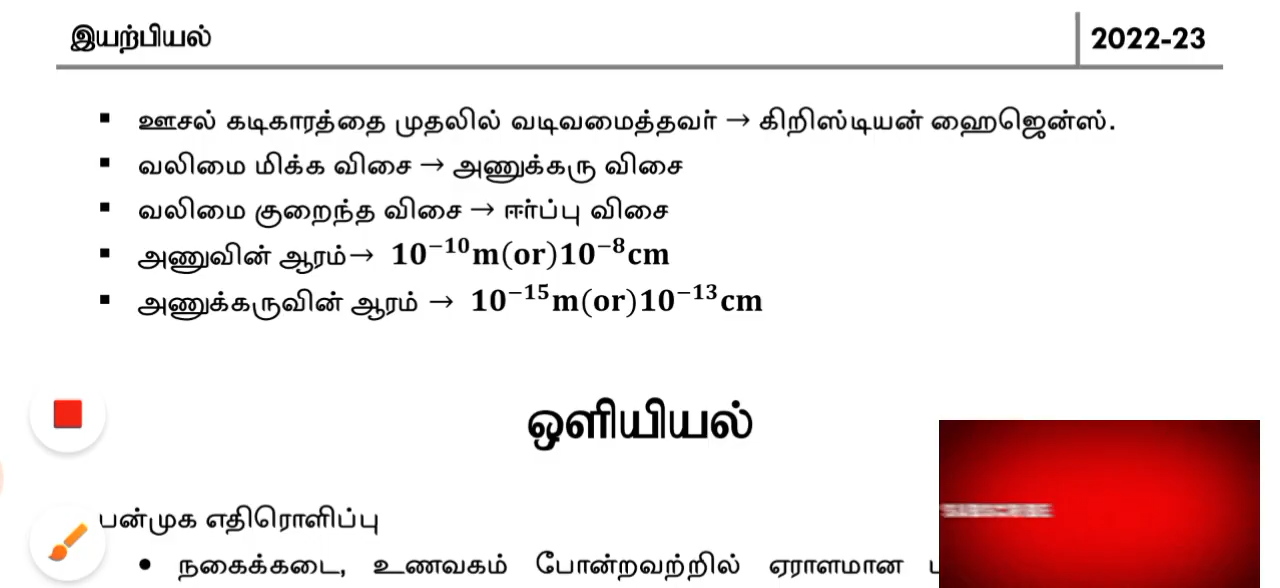 இயற்பியல்
2022-23
▪ ஊசல் கடிகாரத்தை முதலில் வடிவமைத்தவர் → கிறிஸ்டியன் ஹைஜென்ஸ்.
▪ வலிமை மிக்க விசை → அணுக்கரு விசை
▪ வலிமை குறைந்த விசை → ஈர்ப்பு விசை
▪ அணுவின் ஆரம்→ 10⁻¹⁰m(or)10⁻⁸cm
▪ அணுக்கருவின் ஆரம் → 10⁻¹⁵m(or)10⁻¹³cm
ஒளியியல்
பன்முக எதிரொளிப்பு
• நகைக்கடை, உணவகம் போன்றவற்றில் ஏராளமான
SUBSCRIBE